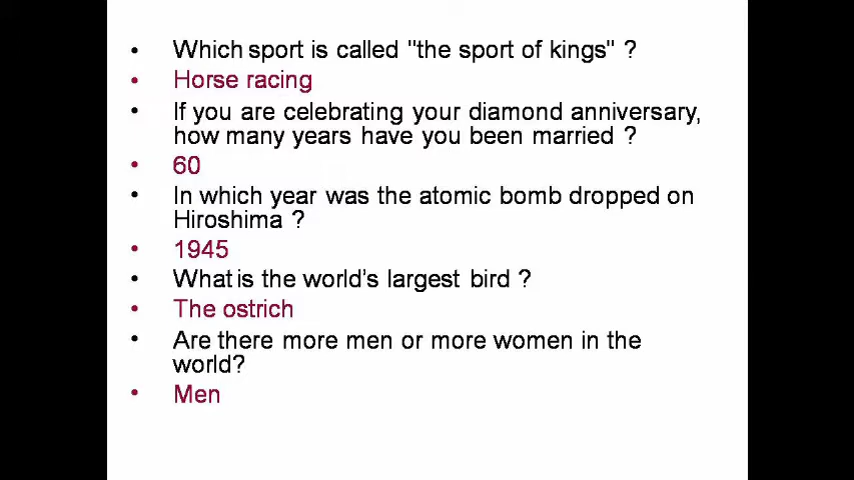 • Which sport is called "the sport of kings" ?
• Horse racing
• If you are celebrating your diamond anniversary,
how many years have you been married ?
• 60
• In which year was the atomic bomb dropped on
Hiroshima ?
• 1945
• What is the world's largest bird ?
• The ostrich
• Are there more men or more women in the
world?
• Men